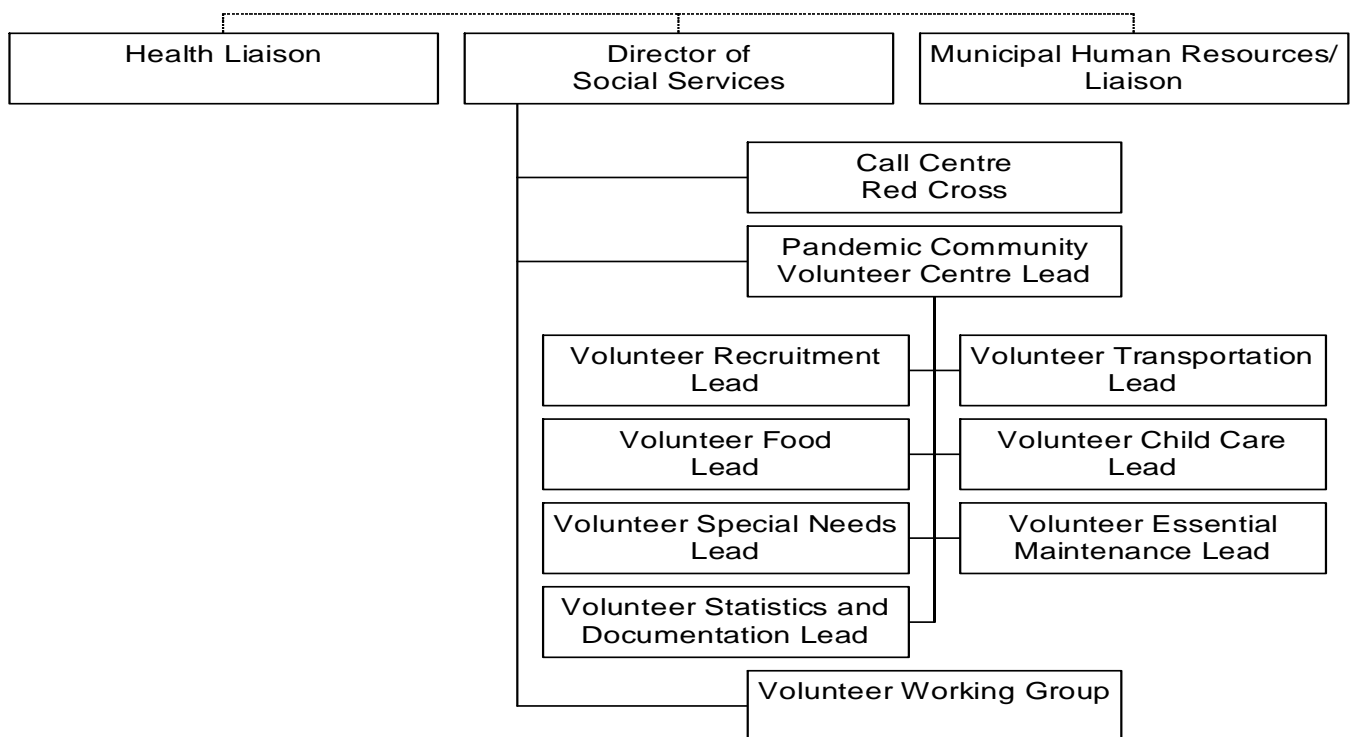 Health Liaison
Director of
Social Services
Municipal Human Resources/
Liaison
Call Centre
Red Cross
Pandemic Community
Volunteer Centre Lead
Volunteer Recruitment
Lead
Volunteer Transportation
Lead
Volunteer Food
Lead
Volunteer Child Care
Lead
Volunteer Special Needs
Lead
Volunteer Essential
Maintenance Lead
Volunteer Statistics and
Documentation Lead
Volunteer Working Group